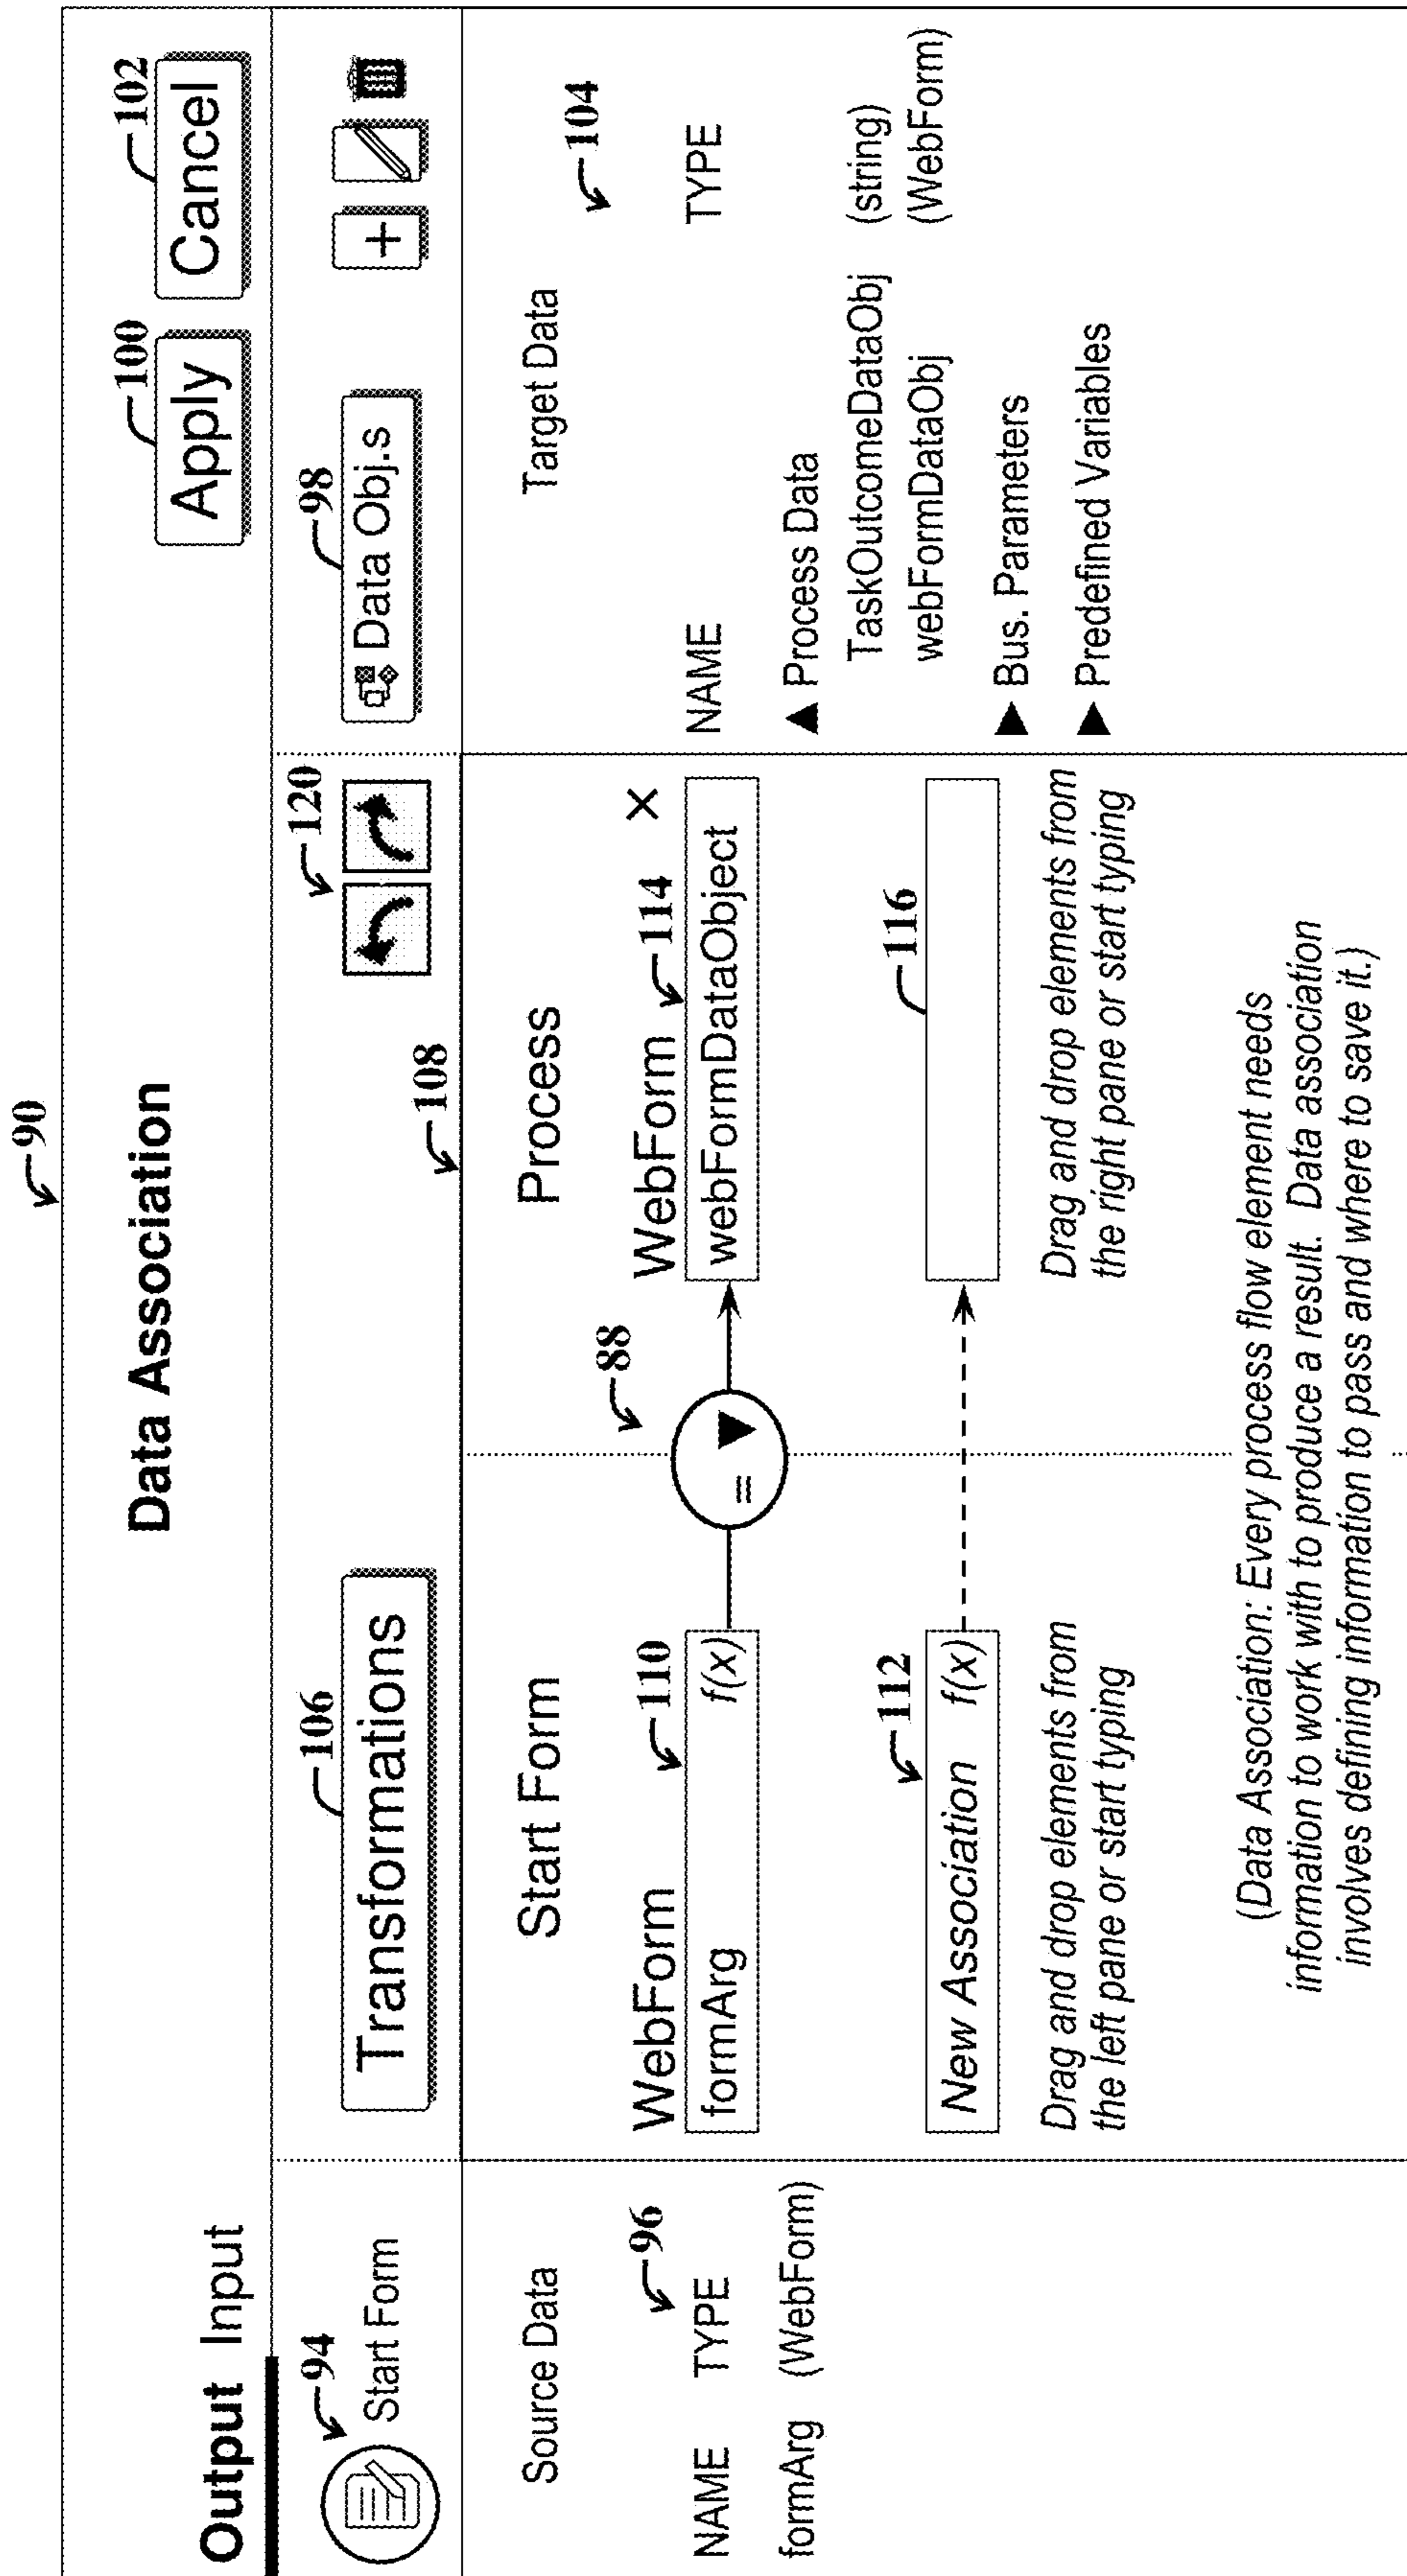 90
Data Association
100
102
Output Input
Apply
Cancel
94
106
120
98
Start Form
Transformations
Data Obj.s
+
108
Source Data
Start Form
Process
Target Data
104
96
88
WebForm
110
WebForm
114
×
NAME TYPE
formArg f(x)
=
webFormDataObject
NAME TYPE
formArg (WebForm)
Process Data
TaskOutcomeDataObj (string)
112
116
webFormDataObj (WebForm)
New Association f(x)
Bus. Parameters
Drag and drop elements from
the left pane or start typing
Drag and drop elements from
the right pane or start typing
Predefined Variables
(Data Association: Every process flow element needs
information to work with to produce a result. Data association
involves defining information to pass and where to save it.)